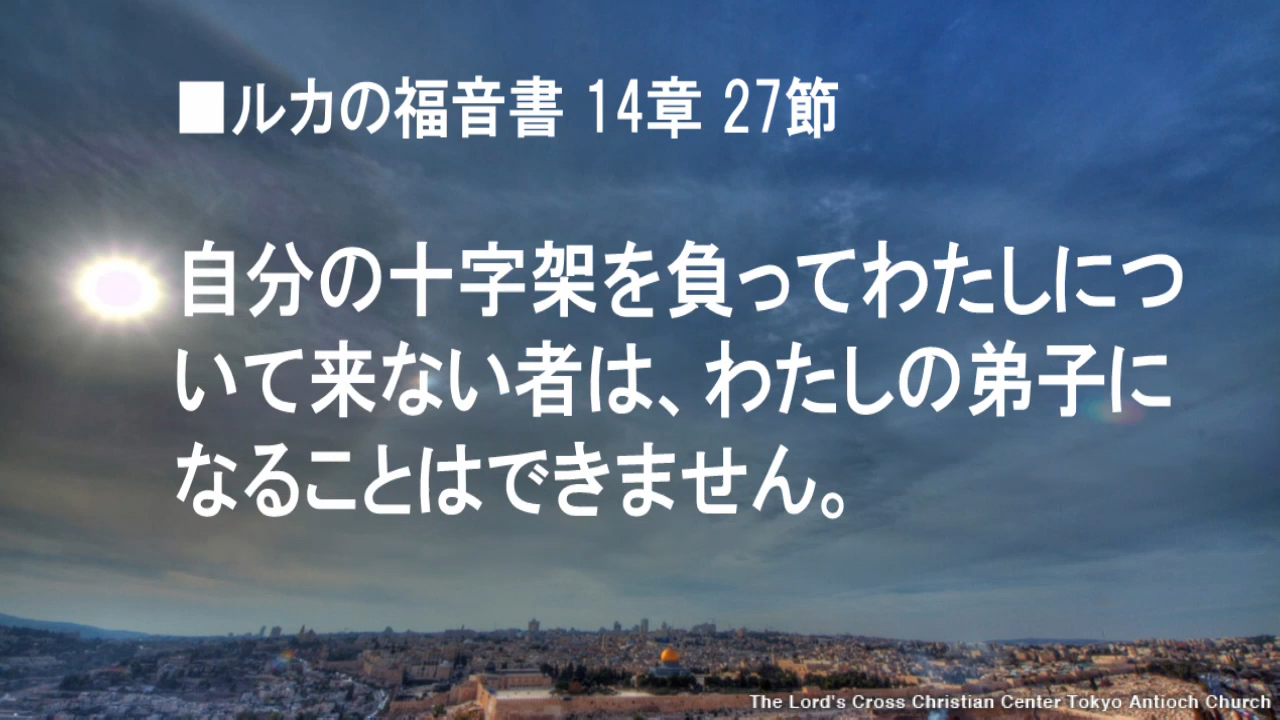 ■ルカの福音書 14章 27節
自分の十字架を負ってわたしにつ
いて来ない者は、わたしの弟子に
なることはできません。
The Lord's Cross Christian Center Tokyo Antioch Church